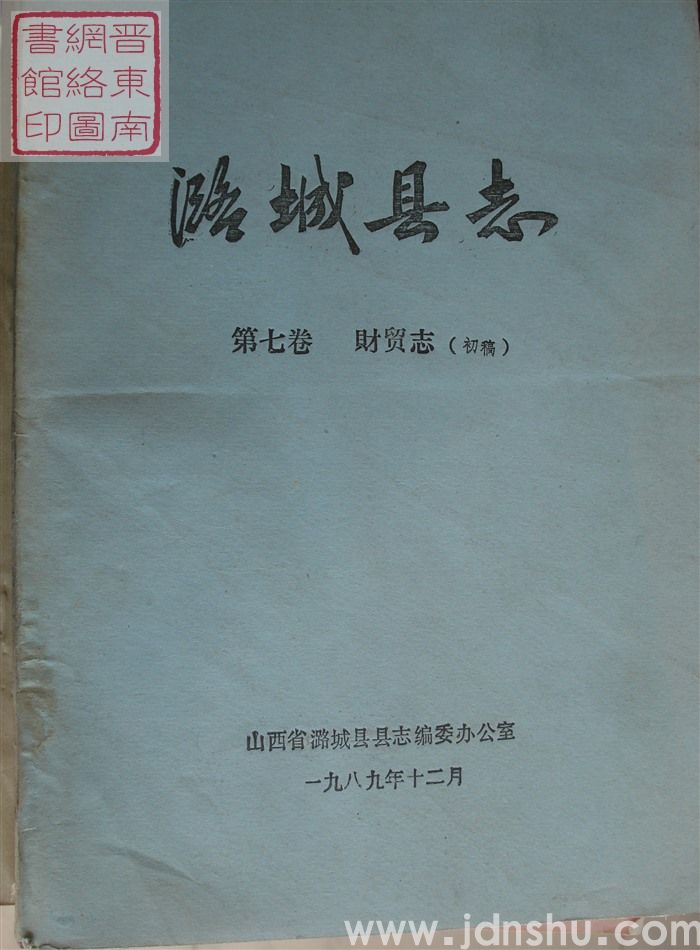 晋東南
網絡圖
書館印
潞城县志
第七卷 財贸志（初稿）
山西省潞城县县志编委办公室
一九八九年十二月
www.jdnshu.com